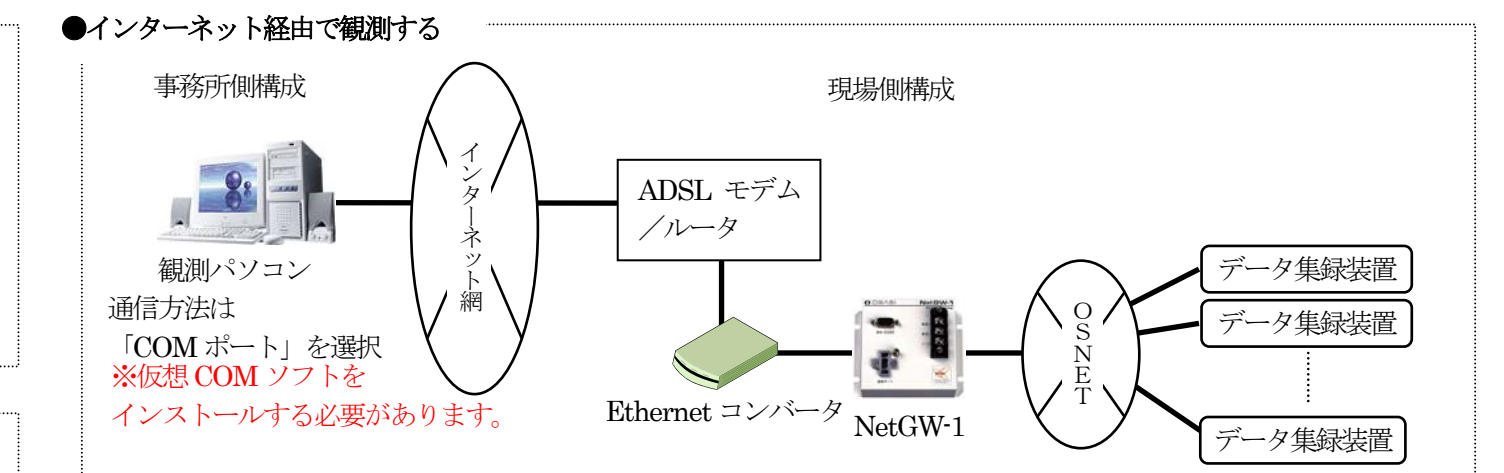 ●インターネット経由で観測する
事務所側構成
現場側構成
インターネット網
ADSL モデム
／ルータ
観測パソコン
通信方法は
「COM ポート」を選択
※仮想 COM ソフトを
インストールする必要があります。
Ethernet コンバータ
NetGW-1
NetGW-1
OSNET
データ集録装置
データ集録装置
データ集録装置